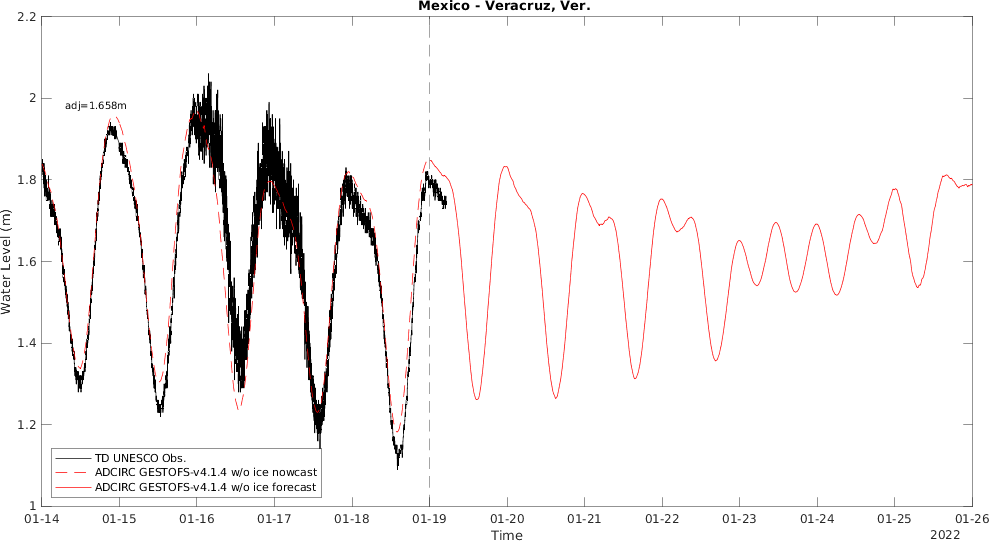 Mexico - Veracruz, Ver.
2.2
2
1.8
1.6
1.4
1.2
1
Water Level (m)
adj=1.658m
TD UNESCO Obs.
ADCIRC GESTOFS-v4.1.4 w/o ice nowcast
ADCIRC GESTOFS-v4.1.4 w/o ice forecast
01-14 01-15 01-16 01-17 01-18 01-19 01-20 01-21 01-22 01-23 01-24 01-25 01-26
Time
2022